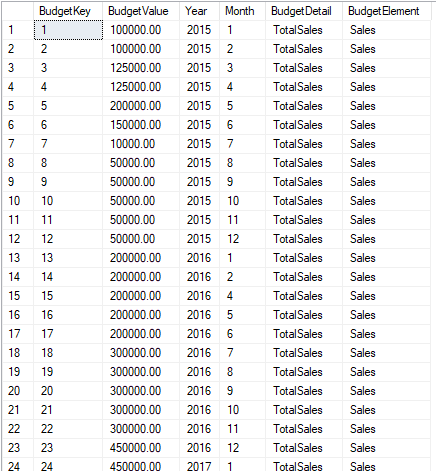 BudgetKey BudgetValue Year Month BudgetDetail BudgetElement
1 1 100000.00 2015 1 TotalSales Sales
2 2 100000.00 2015 2 TotalSales Sales
3 3 125000.00 2015 3 TotalSales Sales
4 4 125000.00 2015 4 TotalSales Sales
5 5 200000.00 2015 5 TotalSales Sales
6 6 150000.00 2015 6 TotalSales Sales
7 7 10000.00 2015 7 TotalSales Sales
8 8 50000.00 2015 8 TotalSales Sales
9 9 50000.00 2015 9 TotalSales Sales
10 10 50000.00 2015 10 TotalSales Sales
11 11 50000.00 2015 11 TotalSales Sales
12 12 50000.00 2015 12 TotalSales Sales
13 13 200000.00 2016 1 TotalSales Sales
14 14 200000.00 2016 2 TotalSales Sales
15 15 200000.00 2016 4 TotalSales Sales
16 16 200000.00 2016 5 TotalSales Sales
17 17 200000.00 2016 6 TotalSales Sales
18 18 300000.00 2016 7 TotalSales Sales
19 19 300000.00 2016 8 TotalSales Sales
20 20 300000.00 2016 9 TotalSales Sales
21 21 300000.00 2016 10 TotalSales Sales
22 22 300000.00 2016 11 TotalSales Sales
23 23 450000.00 2016 12 TotalSales Sales
24 24 450000.00 2017 1 TotalSales Sales